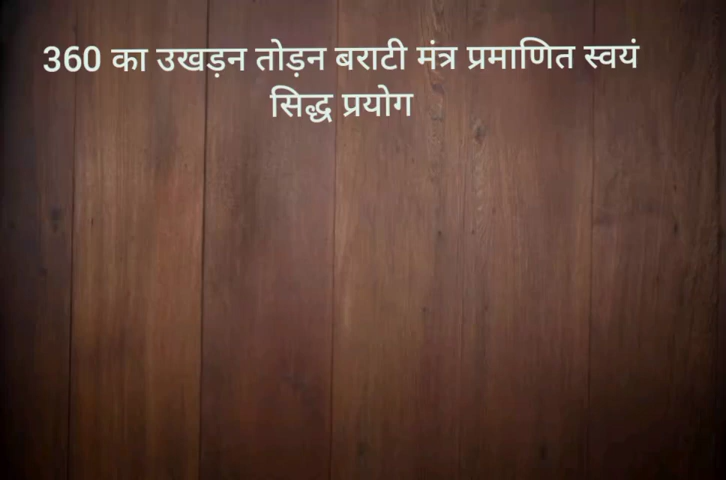 360 का उखड़न तोड़न बराटी मंत्र प्रमाणित स्वयं
सिद्ध प्रयोग